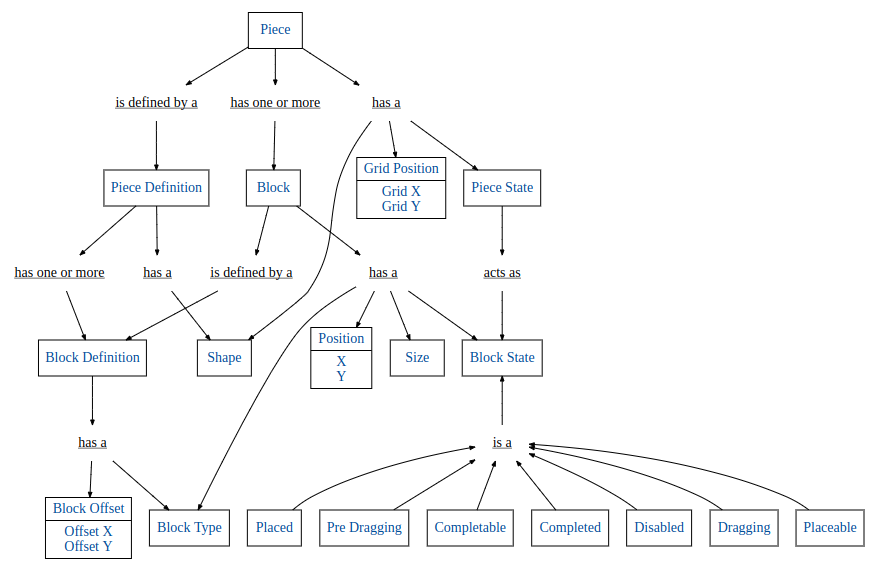 Piece
is defined by a
has one or more
has a
Grid Position
Grid X
Grid Y
Piece Definition
Block
Piece State
has one or more
has a
is defined by a
has a
acts as
Position
X
Y
Block Definition
Shape
Size
Block State
has a
is a
Block Offset
Offset X
Offset Y
Block Type
Placed
Pre Dragging
Completable
Completed
Disabled
Dragging
Placeable